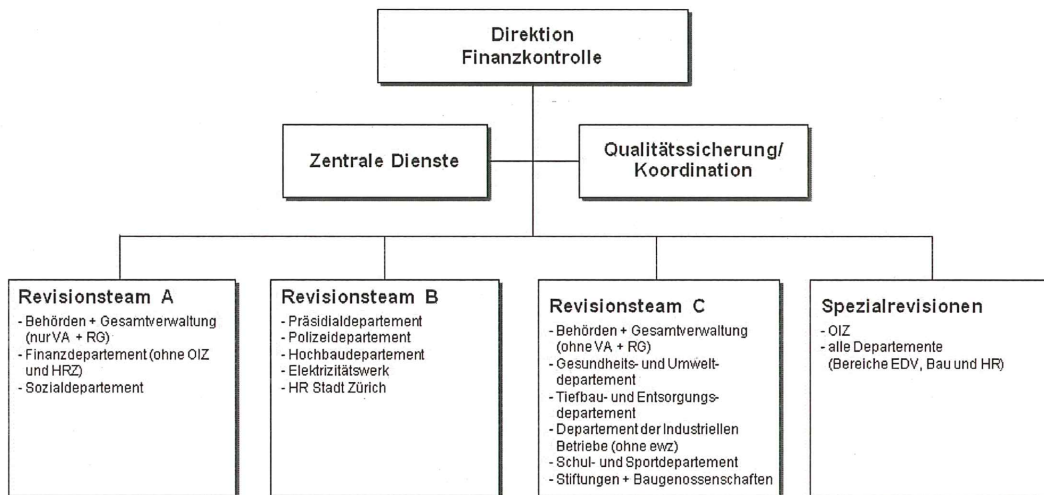 Direktion
Finanzkontrolle
Zentrale Dienste
Qualitätssicherung/
Koordination
Revisionsteam A
- Behörden + Gesamtverwaltung
(nur VA + RG)
- Finanzdepartement (ohne OIZ
und HRZ)
- Sozialdepartement
Revisionsteam B
- Präsidialdepartement
- Polizeidepartement
- Hochbaudepartement
- Elektrizitätswerk
- HR Stadt Zürich
Revisionsteam C
- Behörden + Gesamtverwaltung
(ohne VA + RG)
- Gesundheits- und Umwelt-
departement
- Tiefbau- und Entsorgungs-
departement
- Departement der Industriellen
Betriebe (ohne ewz)
- Schul- und Sportdepartement
- Stiftungen + Baugenossenschaften
Spezialrevisionen
- OIZ
- alle Departemente
(Bereiche EDV, Bau und HR)